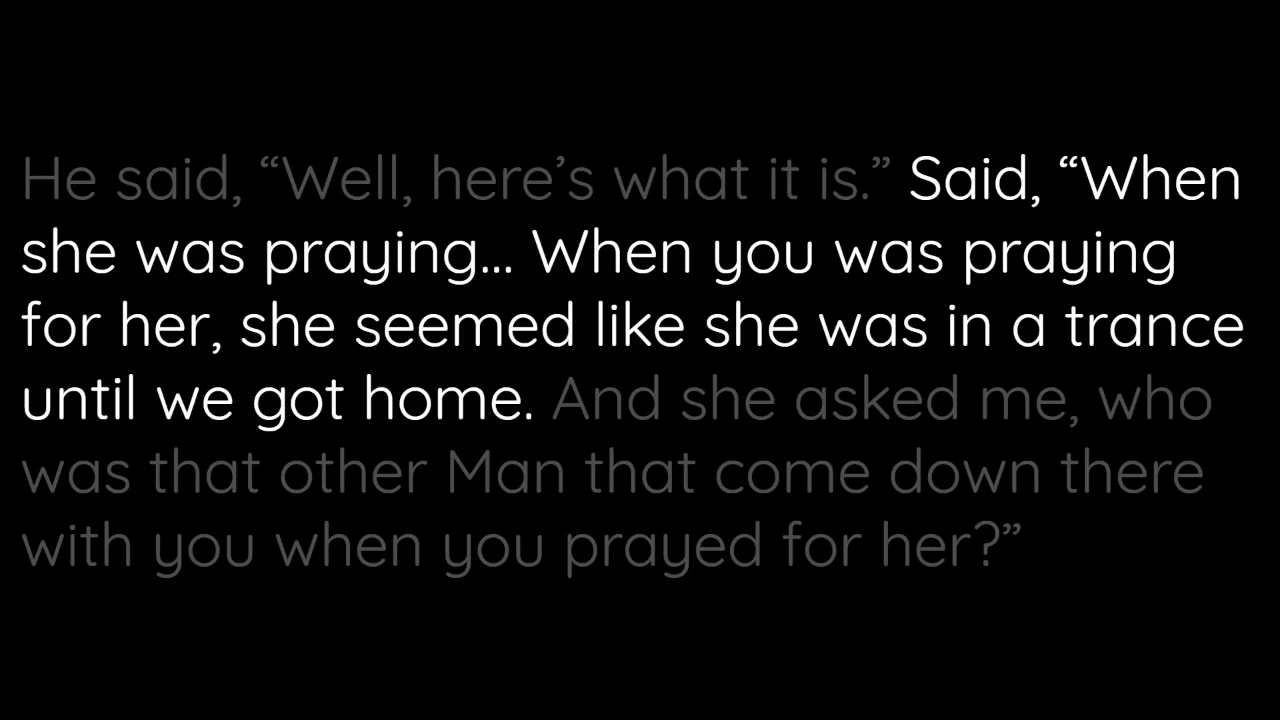 He said, “Well, here’s what it is.” Said, “When
she was praying... When you was praying
for her, she seemed like she was in a trance
until we got home. And she asked me, who
was that other Man that come down there
with you when you prayed for her?”